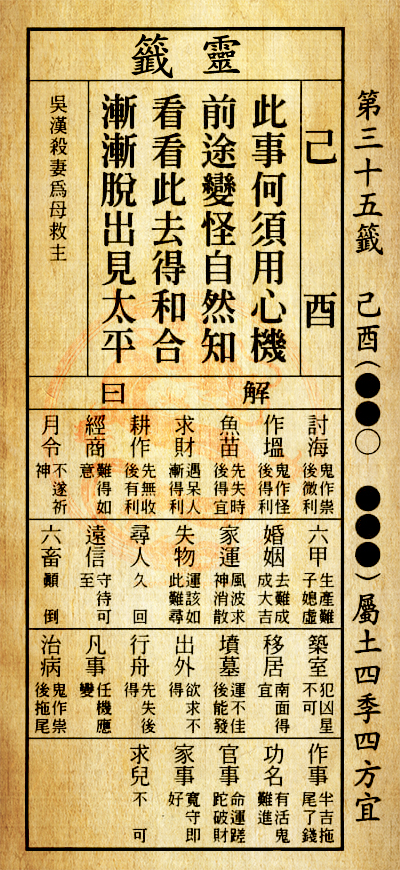 靈籤
第三十五籤 己酉(●●○ ●●●)屬土四季四方宜
己酉
此事何須用心機
前途變怪自然知
看看此去得和合
漸漸脫出見太平
吳漢殺妻為母救主
解曰
討海
鬼作祟
後微利
作塭
鬼作怪
後得利
魚苗
先失時
後得宜
求財
遇呆人
漸得利
耕作
先無收
後有利
經商
難得如
意
月令
不遂祈
神
六甲
生產難
子媳虛
婚姻
去難成
成大吉
家運
風波求
神消散
失物
運該如
此難尋
尋人
久回
遠信
守待可
至
六畜
顛倒
築室
犯凶星
不可
移居
南面得
宜
墳墓
運不佳
後能發
出外
欲求不
得
行舟
先失後
得
凡事
任機應
變
治病
鬼作祟
後拖尾
作事
半吉拖
尾了錢
功名
有活鬼
難進
官事
命運蹉
跎破財
家事
寬守即
好
求兒
不可